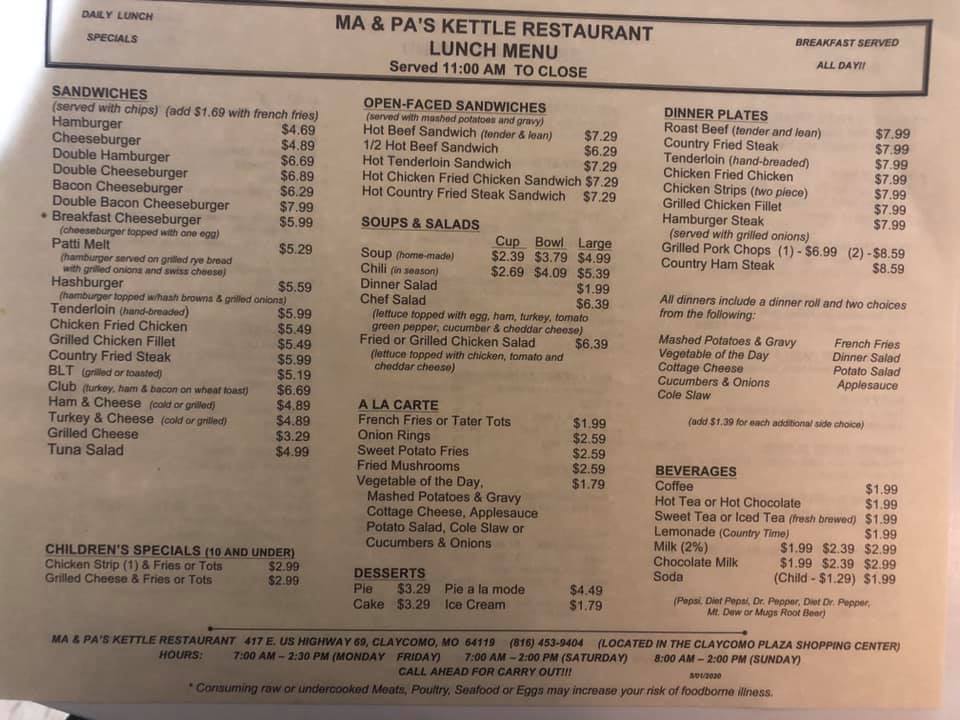 DAILY LUNCH
SPECIALS
MA & PA'S KETTLE RESTAURANT
LUNCH MENU
Served 11:00 AM TO CLOSE
BREAKFAST SERVED
ALL DAY!!
SANDWICHES
(served with chips) (add $1.69 with french fries)
Hamburger $4.69
Cheeseburger $4.89
Double Hamburger $6.69
Double Cheeseburger $6.89
Bacon Cheeseburger $6.29
Double Bacon Cheeseburger $7.99
* Breakfast Cheeseburger $5.99
(cheeseburger topped with one egg)
Patti Melt $5.29
(hamburger served on grilled rye bread
with grilled onions and swiss cheese)
Hashburger $5.59
(hamburger topped w/hash browns & grilled onions)
Tenderloin (hand-breaded) $5.99
Chicken Fried Chicken $5.49
Grilled Chicken Fillet $5.49
Country Fried Steak $5.99
BLT (grilled or toasted) $5.19
Club (turkey, ham & bacon on wheat toast) $6.69
Ham & Cheese (cold or grilled) $4.89
Turkey & Cheese (cold or grilled) $4.89
Grilled Cheese $3.29
Tuna Salad $4.99
CHILDREN'S SPECIALS (10 AND UNDER)
Chicken Strip (1) & Fries or Tots $2.99
Grilled Cheese & Fries or Tots $2.99
OPEN-FACED SANDWICHES
(served with mashed potatoes and gravy)
Hot Beef Sandwich (tender & lean) $7.29
1/2 Hot Beef Sandwich $6.29
Hot Tenderloin Sandwich $7.29
Hot Chicken Fried Chicken Sandwich $7.29
Hot Country Fried Steak Sandwich $7.29
SOUPS & SALADS
Cup Bowl Large
Soup (home-made) $2.39 $3.79 $4.99
Chili (in season) $2.69 $4.09 $5.39
Dinner Salad $1.99
Chef Salad $6.39
(lettuce topped with egg, ham, turkey, tomato
green pepper, cucumber & cheddar cheese)
Fried or Grilled Chicken Salad $6.39
(lettuce topped with chicken, tomato and
cheddar cheese)
A LA CARTE
French Fries or Tater Tots $1.99
Onion Rings $2.59
Sweet Potato Fries $2.59
Fried Mushrooms $2.59
Vegetable of the Day, $1.79
Mashed Potatoes & Gravy
Cottage Cheese, Applesauce
Potato Salad, Cole Slaw or
Cucumbers & Onions
DESSERTS
Pie $3.29 Pie a la mode $4.49
Cake $3.29 Ice Cream $1.79
DINNER PLATES
Roast Beef (tender and lean) $7.99
Country Fried Steak $7.99
Tenderloin (hand-breaded) $7.99
Chicken Fried Chicken $7.99
Chicken Strips (two piece) $7.99
Grilled Chicken Fillet $7.99
Hamburger Steak $7.99
(served with grilled onions)
Grilled Pork Chops (1) - $6.99 (2) -$8.59
Country Ham Steak $8.59
All dinners include a dinner roll and two choices
from the following:
Mashed Potatoes & Gravy French Fries
Vegetable of the Day Dinner Salad
Cottage Cheese Potato Salad
Cucumbers & Onions Applesauce
Cole Slaw
(add $1.39 for each additional side choice)
BEVERAGES
Coffee $1.99
Hot Tea or Hot Chocolate $1.99
Sweet Tea or Iced Tea (fresh brewed) $1.99
Lemonade (Country Time) $1.99
Milk (2%) $1.99 $2.39 $2.99
Chocolate Milk $1.99 $2.39 $2.99
Soda (Child - $1.29) $1.99
(Pepsi, Diet Pepsi, Dr. Pepper, Diet Dr. Pepper,
Mt. Dew or Mugs Root Beer)
MA & PA'S KETTLE RESTAURANT 417 E. US HIGHWAY 69, CLAYCOMO, MO 64119 (816) 453-9404 (LOCATED IN THE CLAYCOMO PLAZA SHOPPING CENTER)
HOURS: 7:00 AM – 2:30 PM (MONDAY FRIDAY) 7:00 AM – 2:00 PM (SATURDAY) 8:00 AM – 2:00 PM (SUNDAY)
CALL AHEAD FOR CARRY OUT!!!
5/01/2020
* Consuming raw or undercooked Meats, Poultry, Seafood or Eggs may increase your risk of foodborne illness.